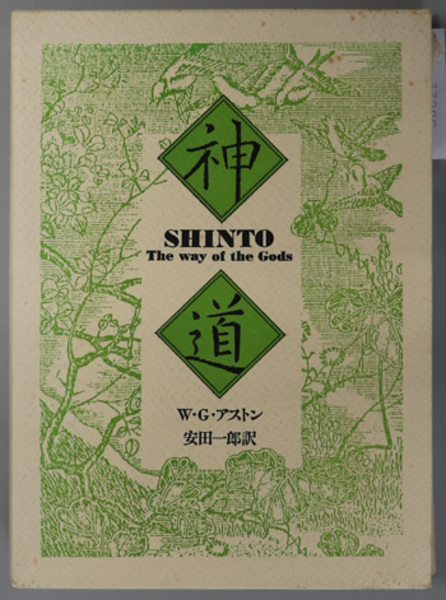 神
SHINTO
The way of the Gods
道
W・G・アストン
安田一郎訳